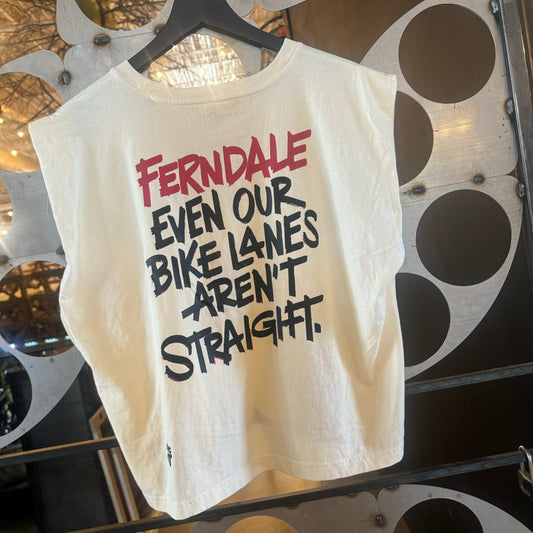 FERNDALE
EVEN OUR
BIKE LANES
AREN'T
STRAIGHT.